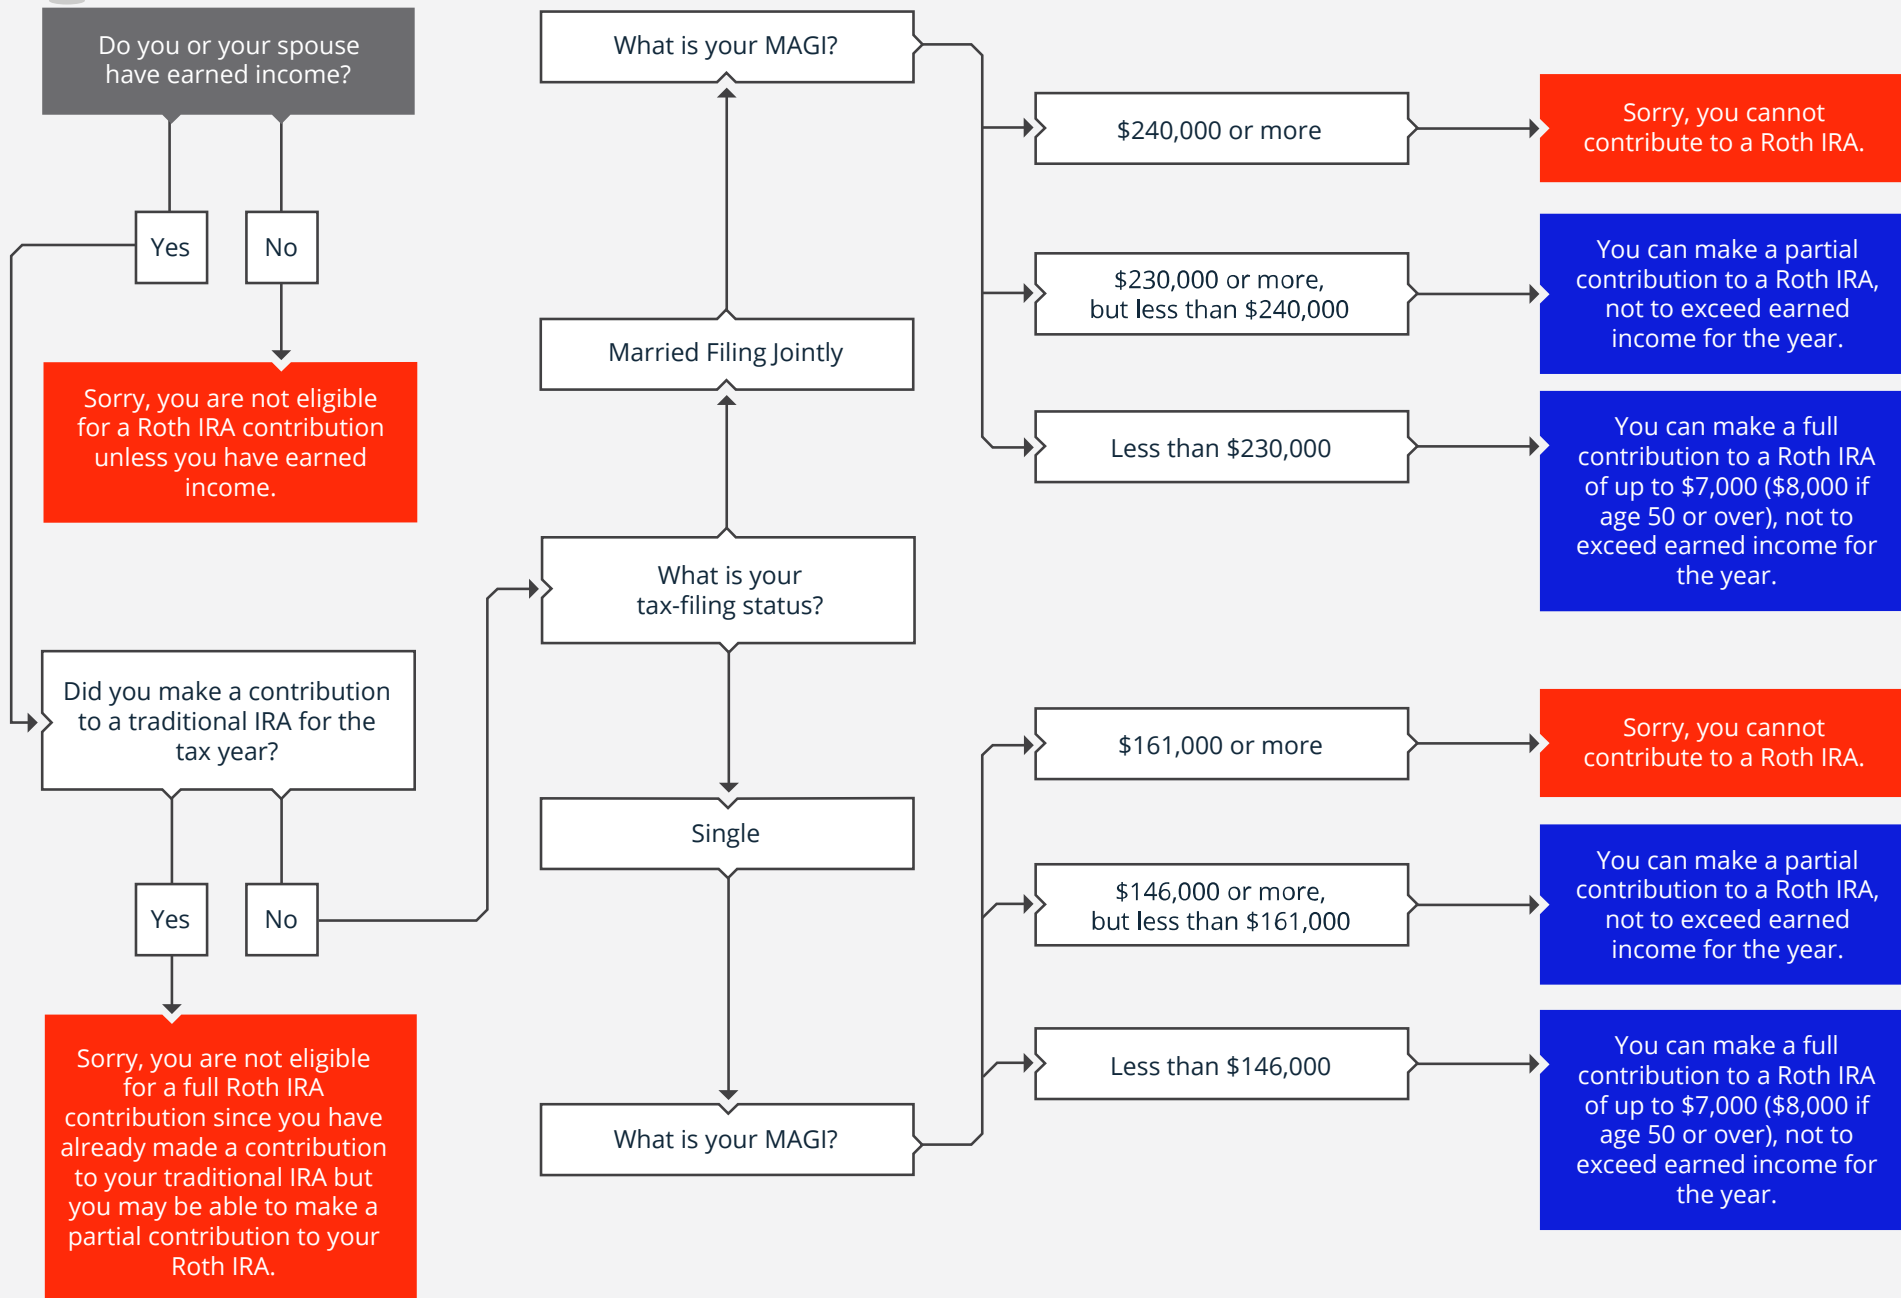 Do you or your spouse
have earned income?
Yes
No
Sorry, you are not eligible
for a Roth IRA contribution
unless you have earned
income.
Did you make a contribution
to a traditional IRA for the
tax year?
Yes
No
Sorry, you are not eligible
for a full Roth IRA
contribution since you have
already made a contribution
to your traditional IRA but
you may be able to make a
partial contribution to your
Roth IRA.
What is your MAGI?
Married Filing Jointly
What is your
tax-filing status?
Single
What is your MAGI?
$240,000 or more
$230,000 or more,
but less than $240,000
Less than $230,000
$161,000 or more
$146,000 or more,
but less than $161,000
Less than $146,000
Sorry, you cannot
contribute to a Roth IRA.
You can make a partial
contribution to a Roth IRA,
not to exceed earned
income for the year.
You can make a full
contribution to a Roth IRA
of up to $7,000 ($8,000 if
age 50 or over), not to
exceed earned income for
the year.
Sorry, you cannot
contribute to a Roth IRA.
You can make a partial
contribution to a Roth IRA,
not to exceed earned
income for the year.
You can make a full
contribution to a Roth IRA
of up to $7,000 ($8,000 if
age 50 or over), not to
exceed earned income for
the year.